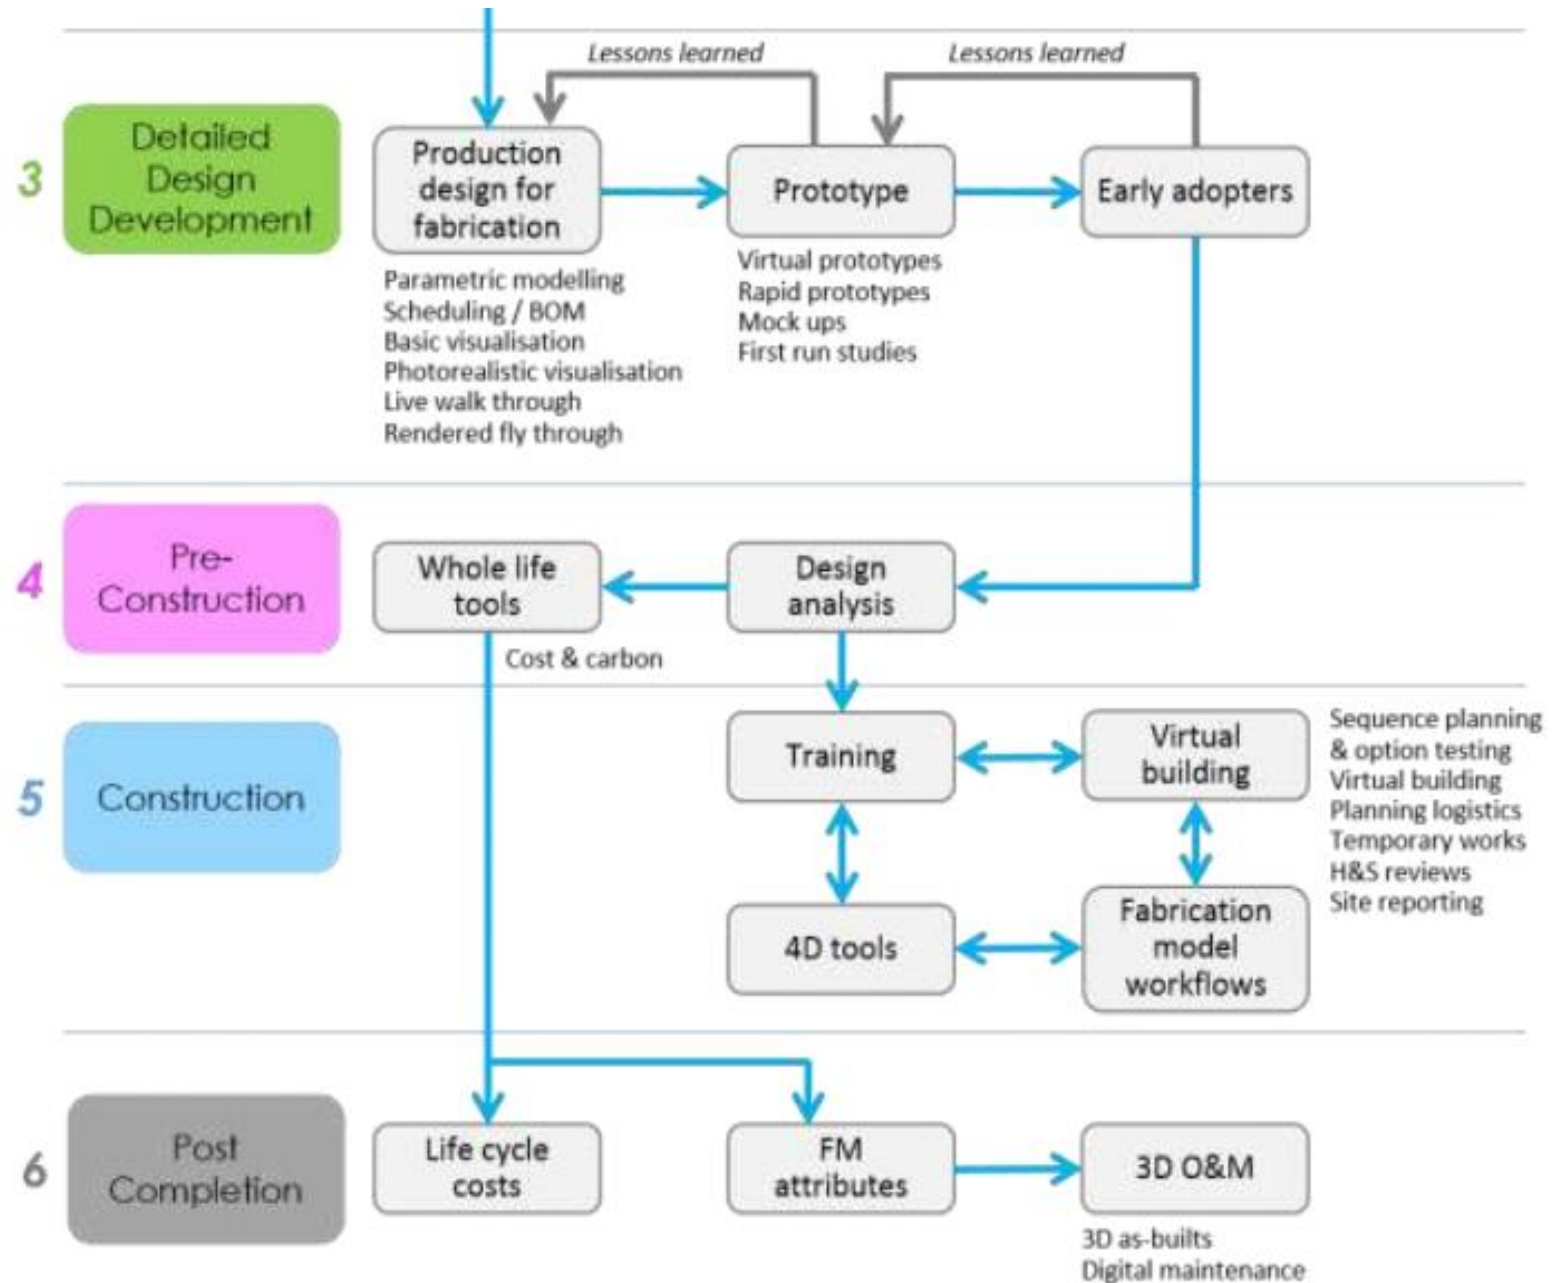 Lessons learned
Lessons learned
3
Detailed
Design
Development
Production
design for
fabrication
Prototype
Early adopters
Parametric modelling
Scheduling / BOM
Basic visualisation
Photorealistic visualisation
Live walk through
Rendered fly through
Virtual prototypes
Rapid prototypes
Mock ups
First run studies
4
Pre-
Construction
Whole life
tools
Design
analysis
Cost & carbon
5
Construction
Training
Virtual
building
Sequence planning
& option testing
Virtual building
Planning logistics
Temporary works
H&S reviews
Site reporting
4D tools
Fabrication
model
workflows
6
Post
Completion
Life cycle
costs
FM
attributes
3D O&M
3D as-builts
Digital maintenance